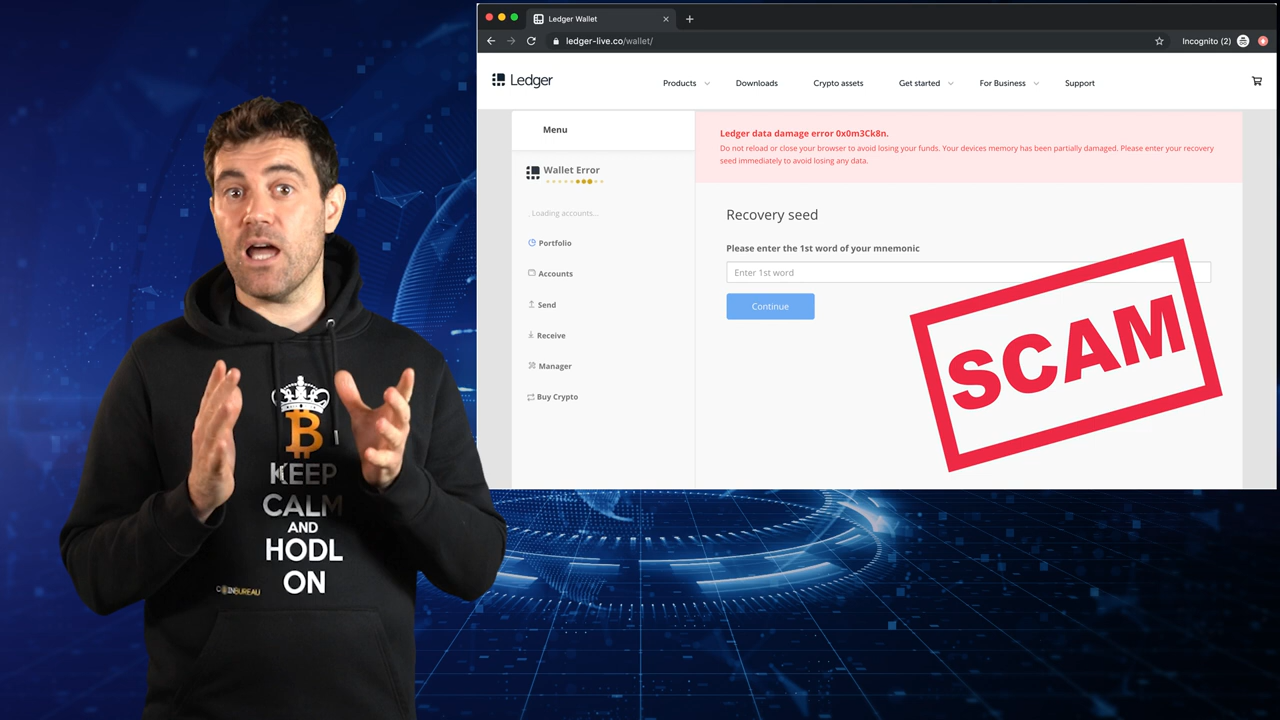 Ledger Wallet
ledger-live.co/wallet/
Incognito (2)
Ledger
Products
Downloads
Crypto assets
Get started
For Business
Support
Menu
Wallet Error
Loading accounts...
Portfolio
Accounts
Send
Receive
Manager
Buy Crypto
Ledger data damage error 0x0m3Ck8n.
Do not reload or close your browser to avoid losing your funds. Your devices memory has been partially damaged. Please enter your recovery
seed immediately to avoid losing any data.
Recovery seed
Please enter the 1st word of your mnemonic
Enter 1st word
Continue
SCAM
KEEP
CALM
AND
HODL
ON
COINBUREAU